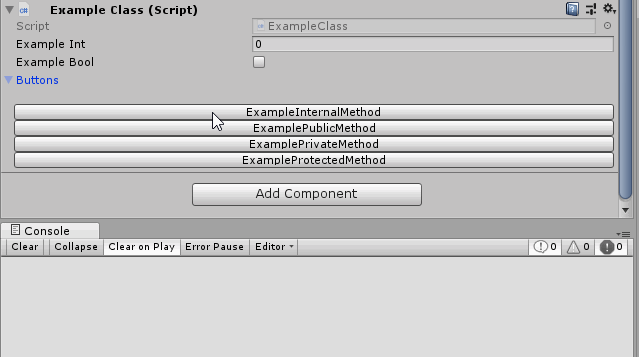 Example Class (Script)
Script ExampleClass
Example Int 0
Example Bool
Buttons
ExampleInternalMethod
ExamplePublicMethod
ExamplePrivateMethod
ExampleProtectedMethod
Add Component
Console
Clear Collapse Clear on Play Error Pause Editor 0 0 0